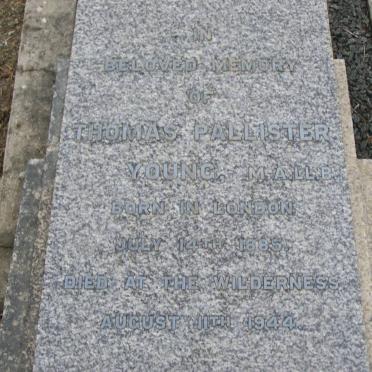 IN
BELOVED MEMORY
OF
THOMAS PALLISTER
YOUNG, M.A.LL.B.
BORN IN LONDON
JULY 14TH 1885.
DIED AT THE WILDERNESS
AUGUST 11TH 1944.